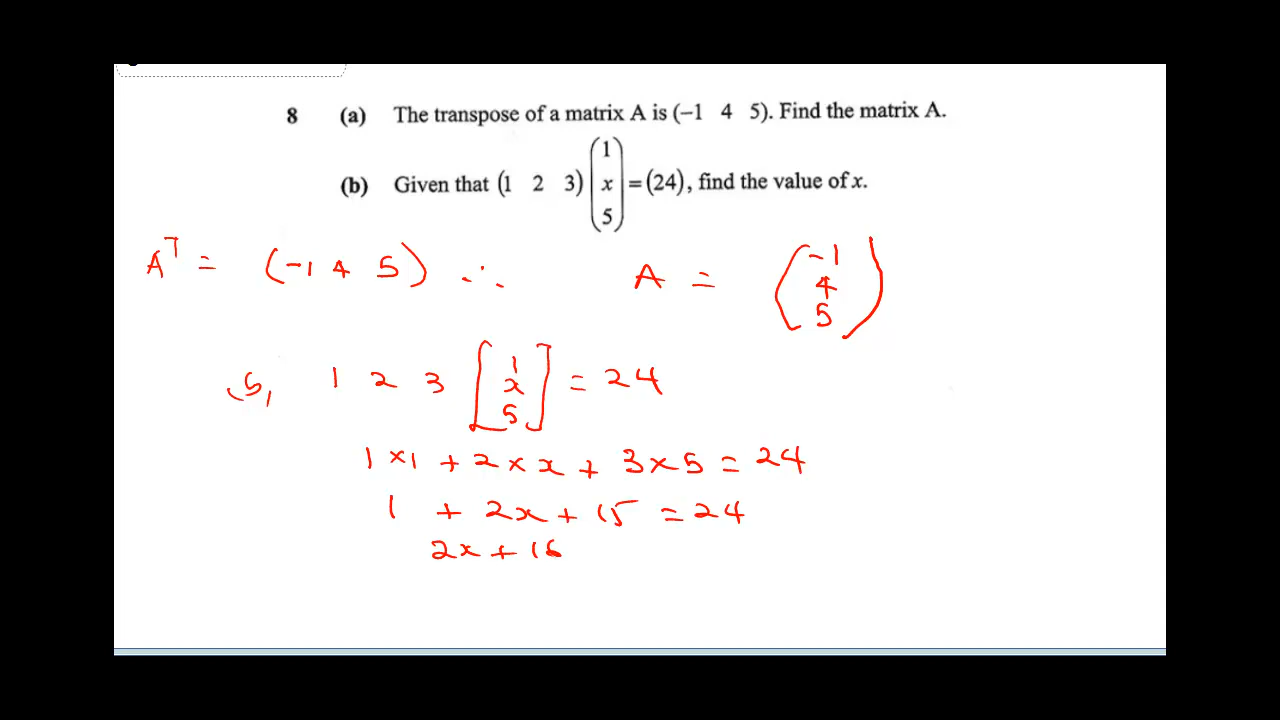 8 (a) The transpose of a matrix A is (−1 4 5). Find the matrix A.
(b) Given that (1 2 3) (1 x 5) = (24), find the value of x.
Aᵀ = (-1 4 5) ∴ A = (-1 4 5)
1 2 3 [1 x 5] = 24
1 × 1 + 2 × x + 3 × 5 = 24
1 + 2x + 15 = 24
2x + 16